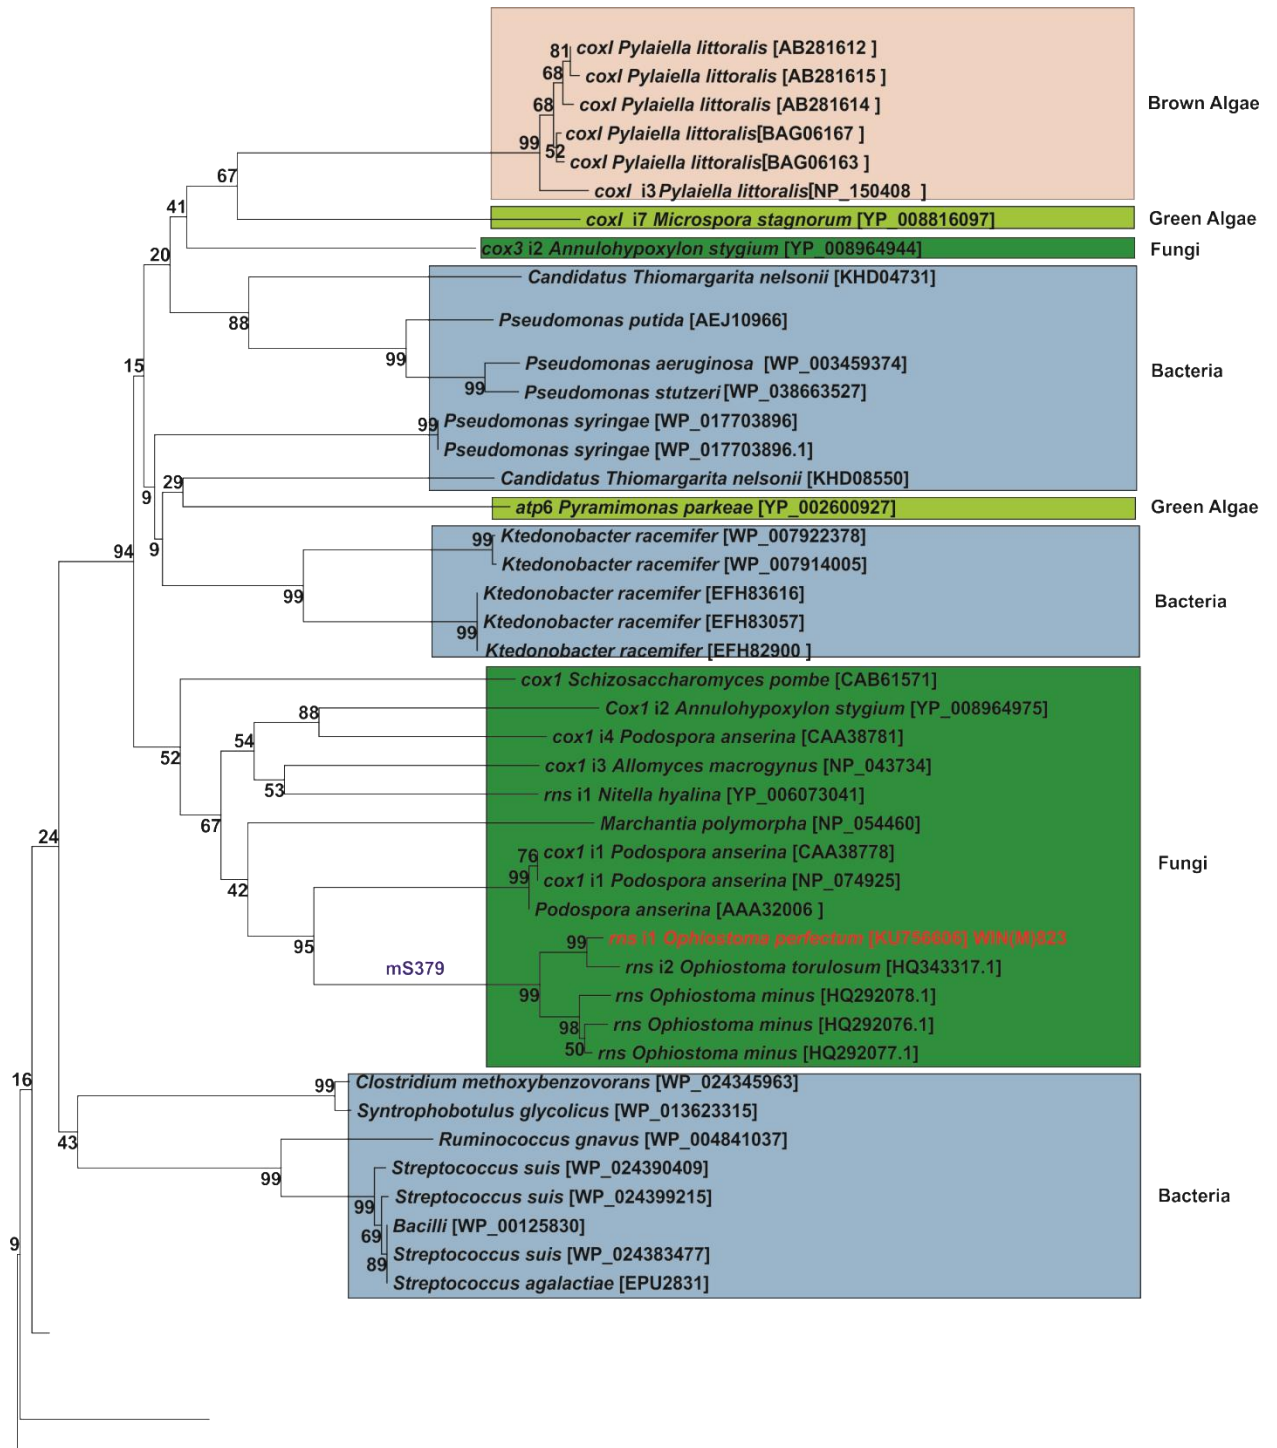 81 coxI Pylaiella littoralis [AB281612 ]
68 coxI Pylaiella littoralis [AB281615 ]
68 coxI Pylaiella littoralis [AB281614 ]
Brown Algae
coxI Pylaiella littoralis[BAG06167 ]
99 52
coxI Pylaiella littoralis[BAG06163 ]
67
coxI i3 Pylaiella littoralis[NP_150408 ]
41
coxI i7 Microspora stagnorum [YP_008816097] Green Algae
20
cox3 i2 Annulohypoxylon stygium [YP_008964944] Fungi
Candidatus Thiomargarita nelsonii [KHD04731]
88 Pseudomonas putida [AEJ10966]
15 99
Pseudomonas aeruginosa [WP_003459374]
Bacteria
99 Pseudomonas stutzeri [WP_038663527]
99 Pseudomonas syringae [WP_017703896]
Pseudomonas syringae [WP_017703896.1]
29 Candidatus Thiomargarita nelsonii [KHD08550]
9
atp6 Pyramimonas parkeae [YP_002600927] Green Algae
99 Ktedonobacter racemifer [WP_007922378]
94 9
Ktedonobacter racemifer [WP_007914005]
99 Ktedonobacter racemifer [EFH83616]
Bacteria
99 Ktedonobacter racemifer [EFH83057]
Ktedonobacter racemifer [EFH82900 ]
cox1 Schizosaccharomyces pombe [CAB61571]
88 Cox1 i2 Annulohypoxylon stygium [YP_008964975]
54 cox1 i4 Podospora anserina [CAA38781]
52
cox1 i3 Allomyces macrogynus [NP_043734]
53 rns i1 Nitella hyalina [YP_006073041]
67 Marchantia polymorpha [NP_054460]
24
76 cox1 i1 Podospora anserina [CAA38778]
Fungi
42 99 cox1 i1 Podospora anserina [NP_074925]
Podospora anserina [AAA32006 ]
95 99 rns i1 Ophiostoma perfectum [KU756606] WIN(M)823
mS379 rns i2 Ophiostoma torulosum [HQ343317.1]
99 rns Ophiostoma minus [HQ292078.1]
98 rns Ophiostoma minus [HQ292076.1]
50 rns Ophiostoma minus [HQ292077.1]
16 99 Clostridium methoxybenzovorans [WP_024345963]
Syntrophobotulus glycolicus [WP_013623315]
43 Ruminococcus gnavus [WP_004841037]
99 Streptococcus suis [WP_024390409]
99 Streptococcus suis [WP_024399215]
Bacteria
69 Bacilli [WP_00125830]
9 89 Streptococcus suis [WP_024383477]
Streptococcus agalactiae [EPU2831]